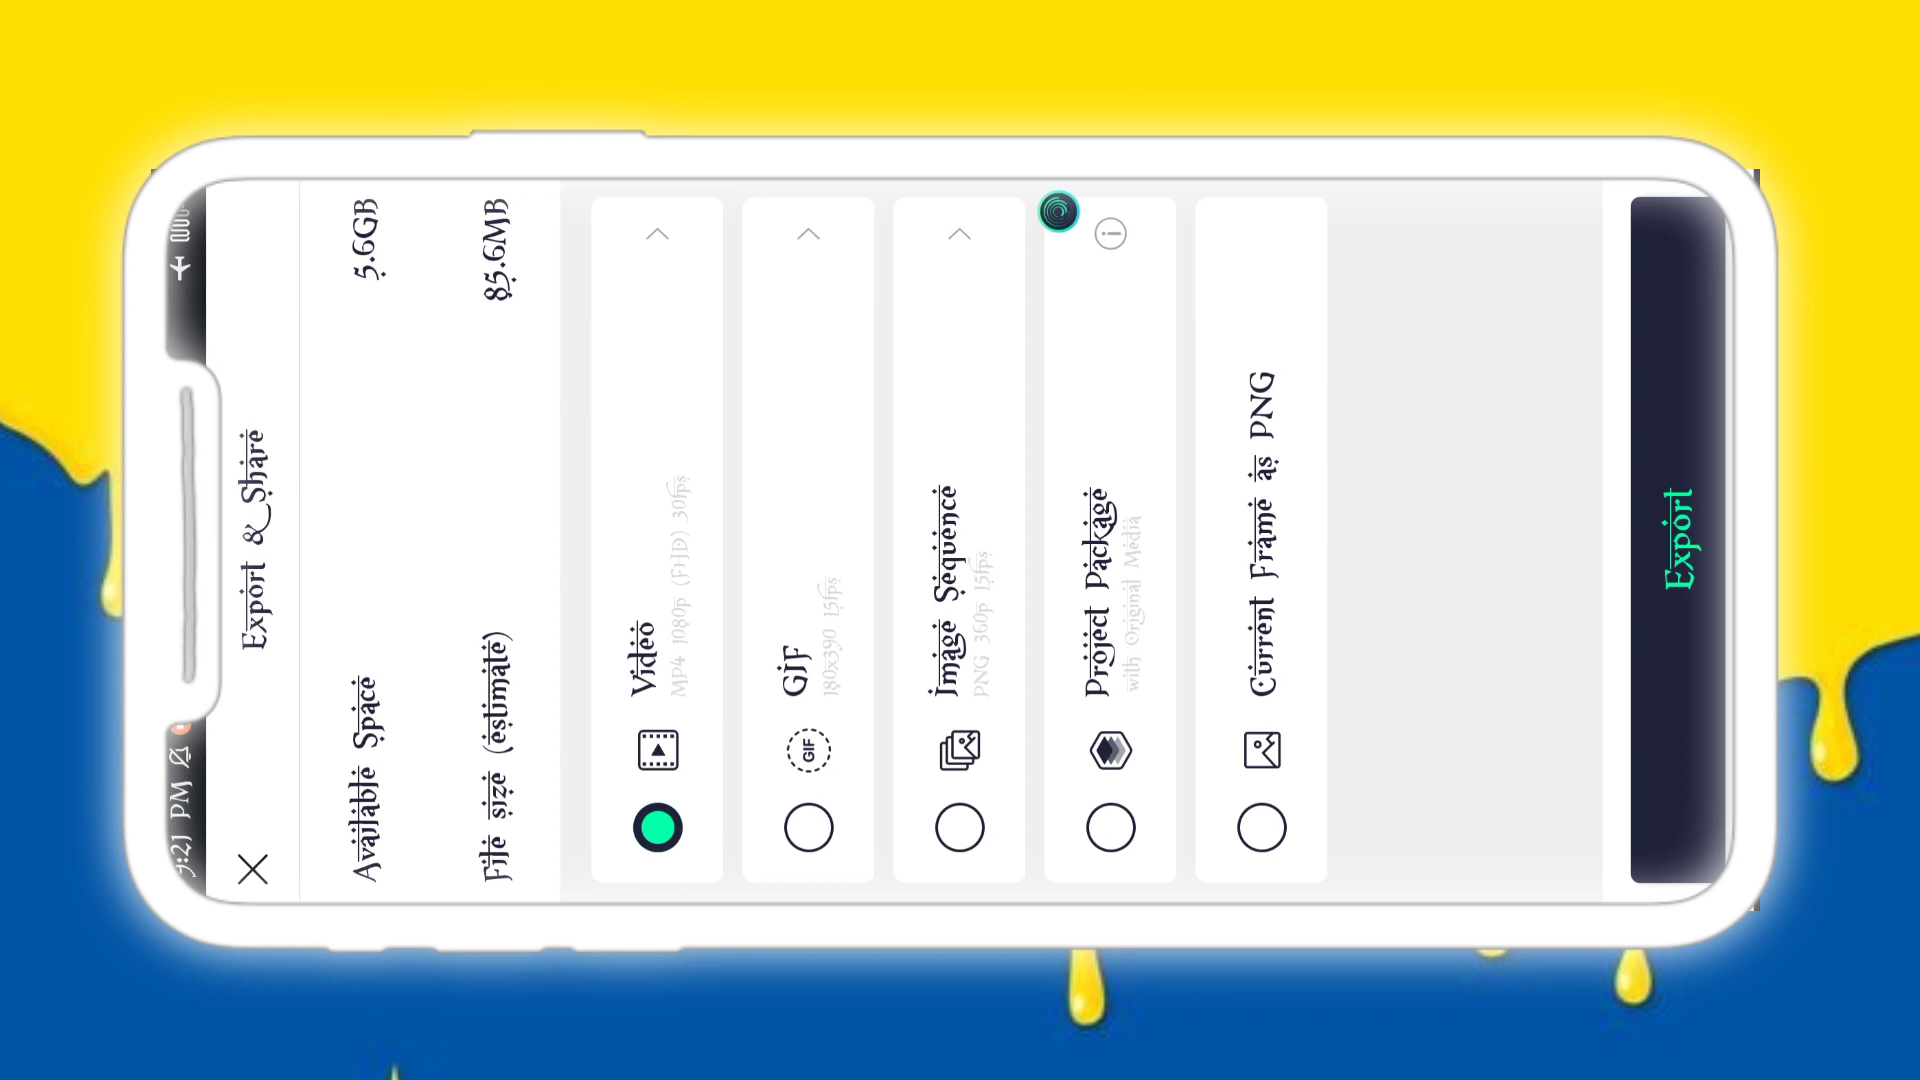 9:21 PM
Export & Share
Available Space 5.6GB
File size (estimate) 85.6MB
Video
MP4 1080p (FHD) 30fps
GIF
GIF
180x390 15fps
Image Sequence
PNG 360p 15fps
Project Package
with Original Media
Current Frame as PNG
Export